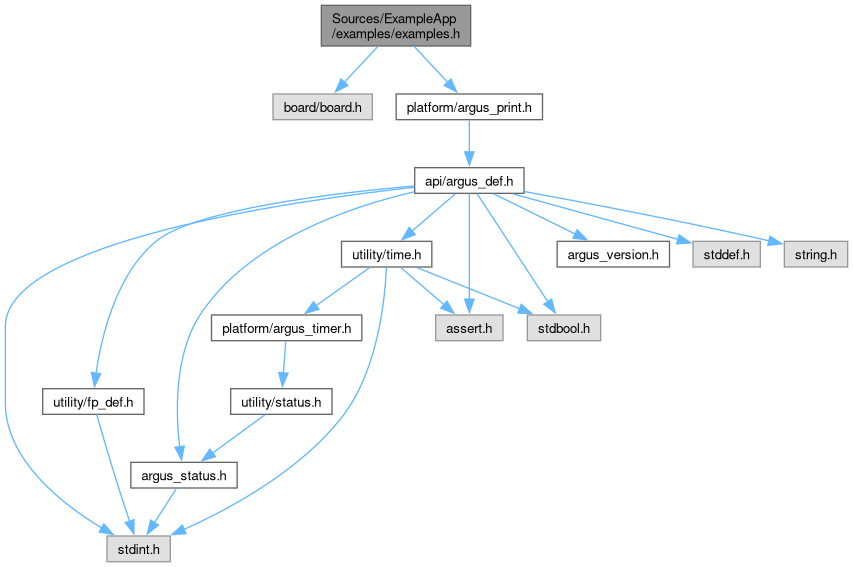 Sources/ExampleApp
/examples/examples.h
board/board.h
platform/argus_print.h
api/argus_def.h
utility/time.h
argus_version.h
stddef.h
string.h
platform/argus_timer.h
assert.h
stdbool.h
utility/fp_def.h
utility/status.h
argus_status.h
stdint.h